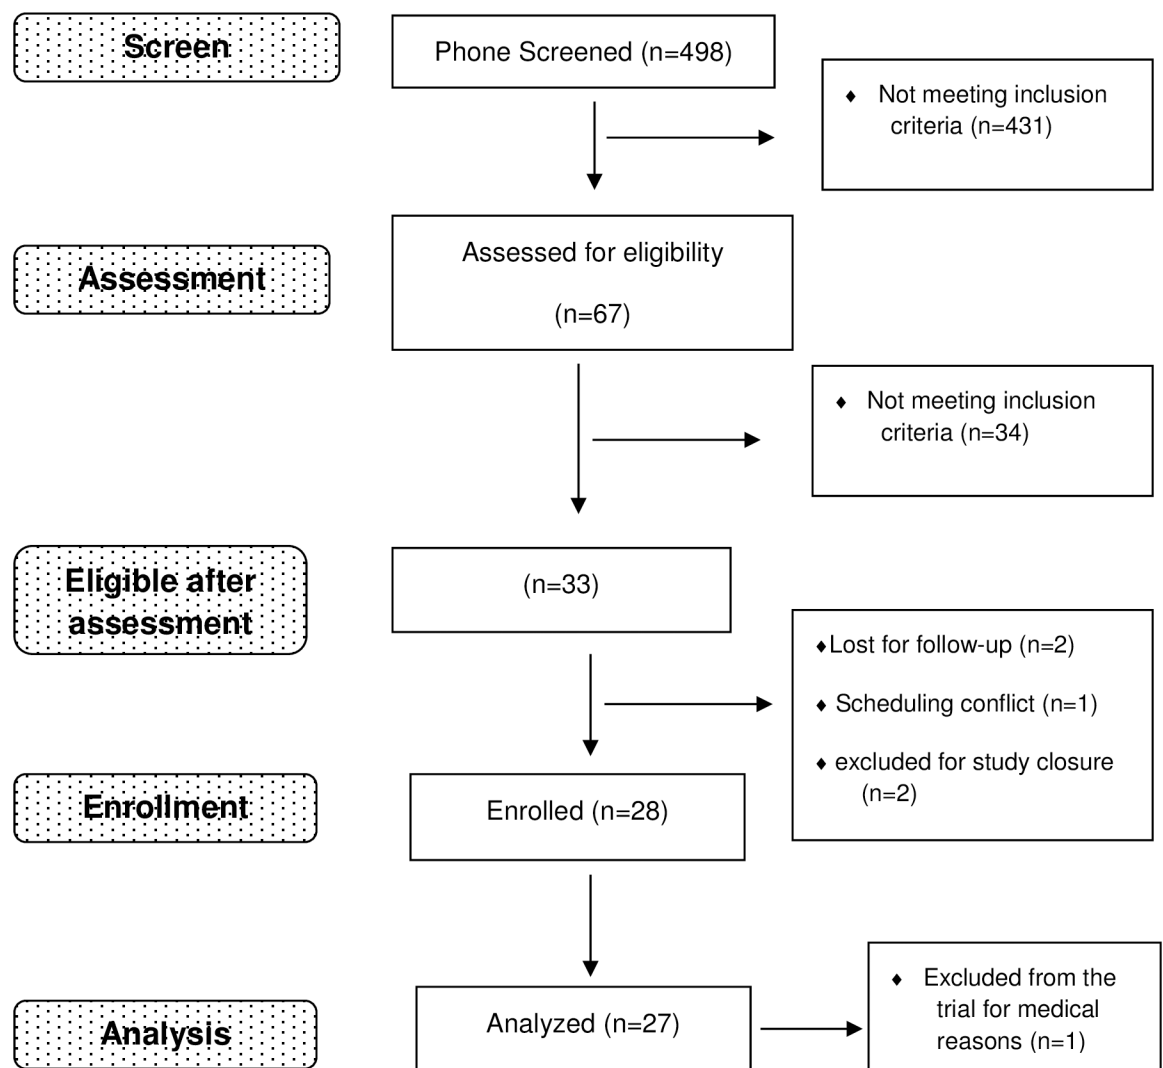 Screen
Phone Screened (n=498)
♦ Not meeting inclusion
criteria (n=431)
Assessment
Assessed for eligibility
(n=67)
♦ Not meeting inclusion
criteria (n=34)
Eligible after
assessment
(n=33)
♦Lost for follow-up (n=2)
♦ Scheduling conflict (n=1)
♦ excluded for study closure
(n=2)
Enrollment
Enrolled (n=28)
Analysis
Analyzed (n=27)
♦ Excluded from the
trial for medical
reasons (n=1)